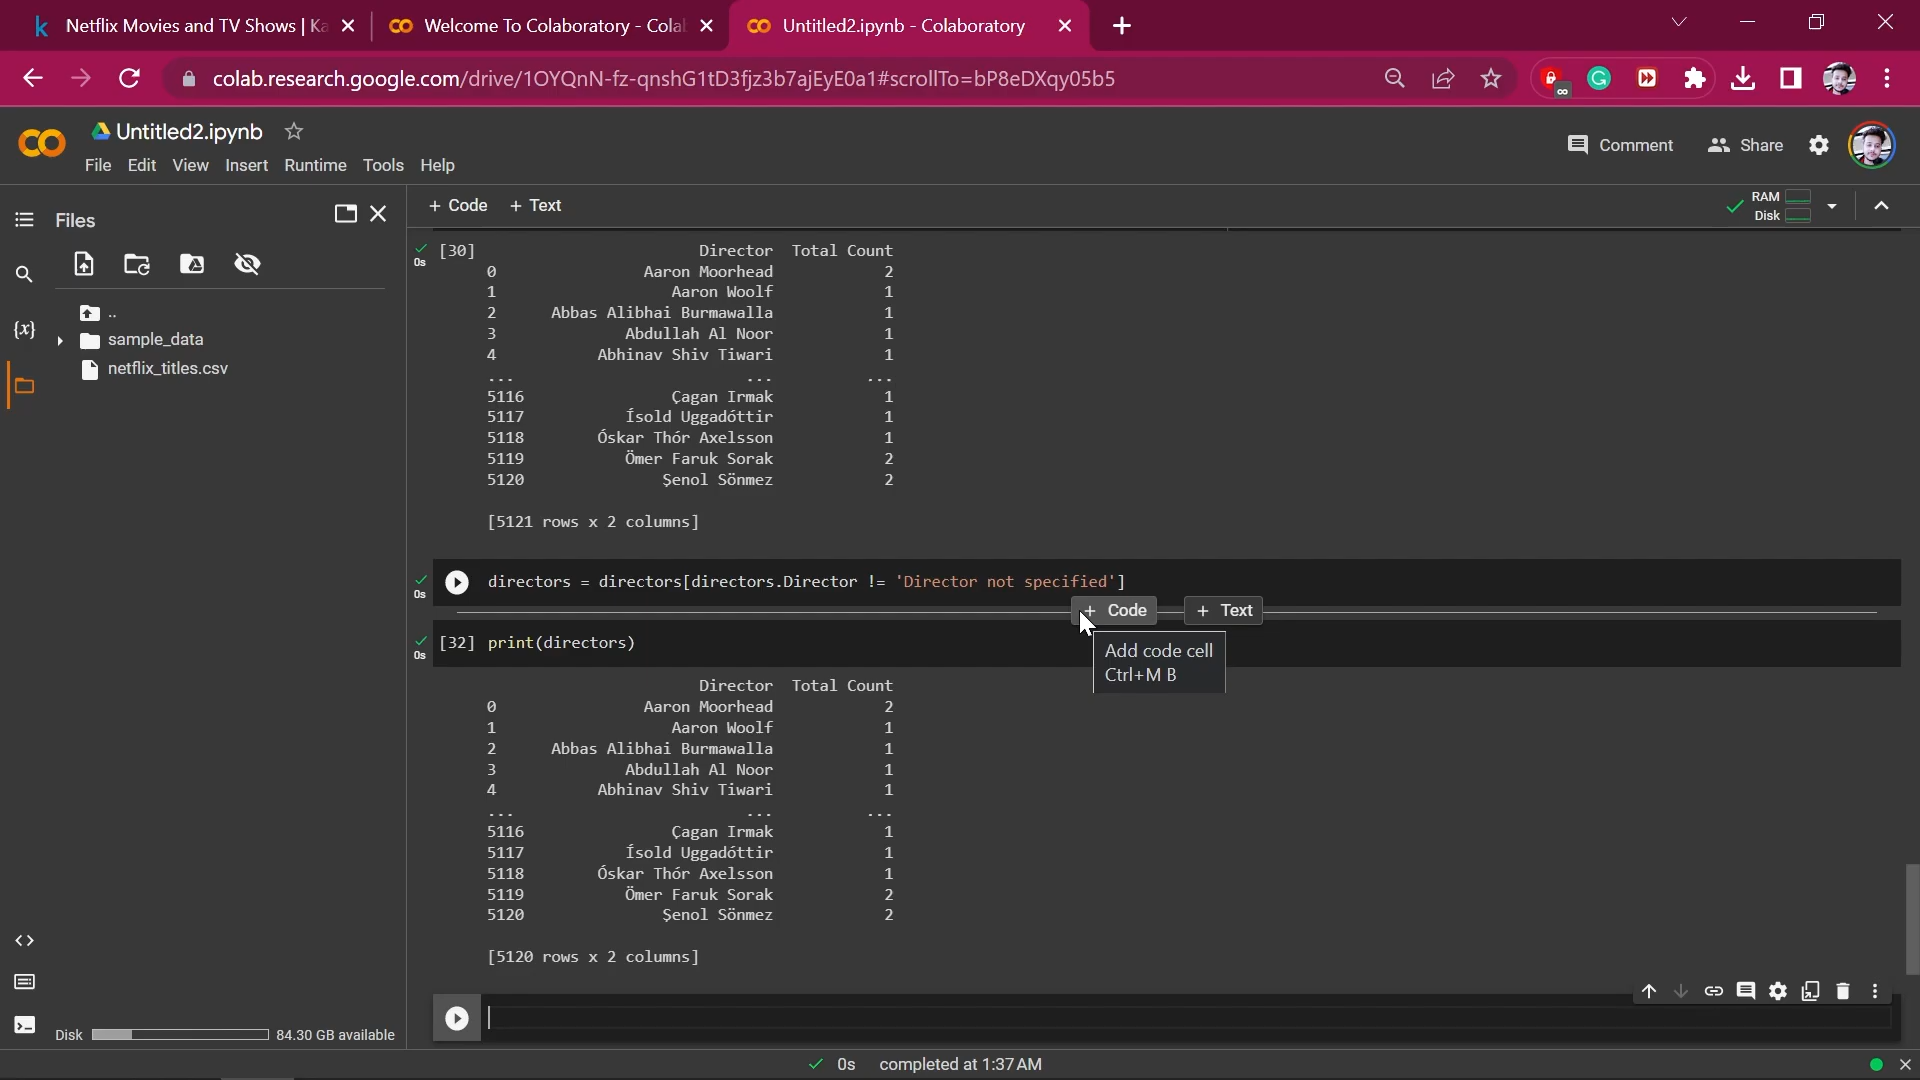 Netflix Movies and TV Shows | Ka
Welcome To Colaboratory - Colab
Untitled2.ipynb - Colaboratory
colab.research.google.com/drive/1OYQnN-fz-qnshG1tD3fjz3b7ajEyE0a1#scrollTo=bP8eDXqy05b5
Untitled2.ipynb
File Edit View Insert Runtime Tools Help
Comment Share
Files
+ Code + Text
RAM
Disk
..
sample_data
netflix_titles.csv
0s [30] Director Total Count
0 Aaron Moorhead 2
1 Aaron Woolf 1
2 Abbas Alibhai Burmawalla 1
3 Abdullah Al Noor 1
4 Abhinav Shiv Tiwari 1
... ... ...
5116 Çagan Irmak 1
5117 Ísold Uggadóttir 1
5118 Óskar Thór Axelsson 1
5119 Ömer Faruk Sorak 2
5120 Şenol Sönmez 2
[5121 rows x 2 columns]
0s directors = directors[directors.Director != 'Director not specified']
+ Code + Text
Add code cell
Ctrl+M B
0s [32] print(directors)
Director Total Count
0 Aaron Moorhead 2
1 Aaron Woolf 1
2 Abbas Alibhai Burmawalla 1
3 Abdullah Al Noor 1
4 Abhinav Shiv Tiwari 1
... ... ...
5116 Çagan Irmak 1
5117 Ísold Uggadóttir 1
5118 Óskar Thór Axelsson 1
5119 Ömer Faruk Sorak 2
5120 Şenol Sönmez 2
[5120 rows x 2 columns]
Disk 84.30 GB available
0s completed at 1:37 AM